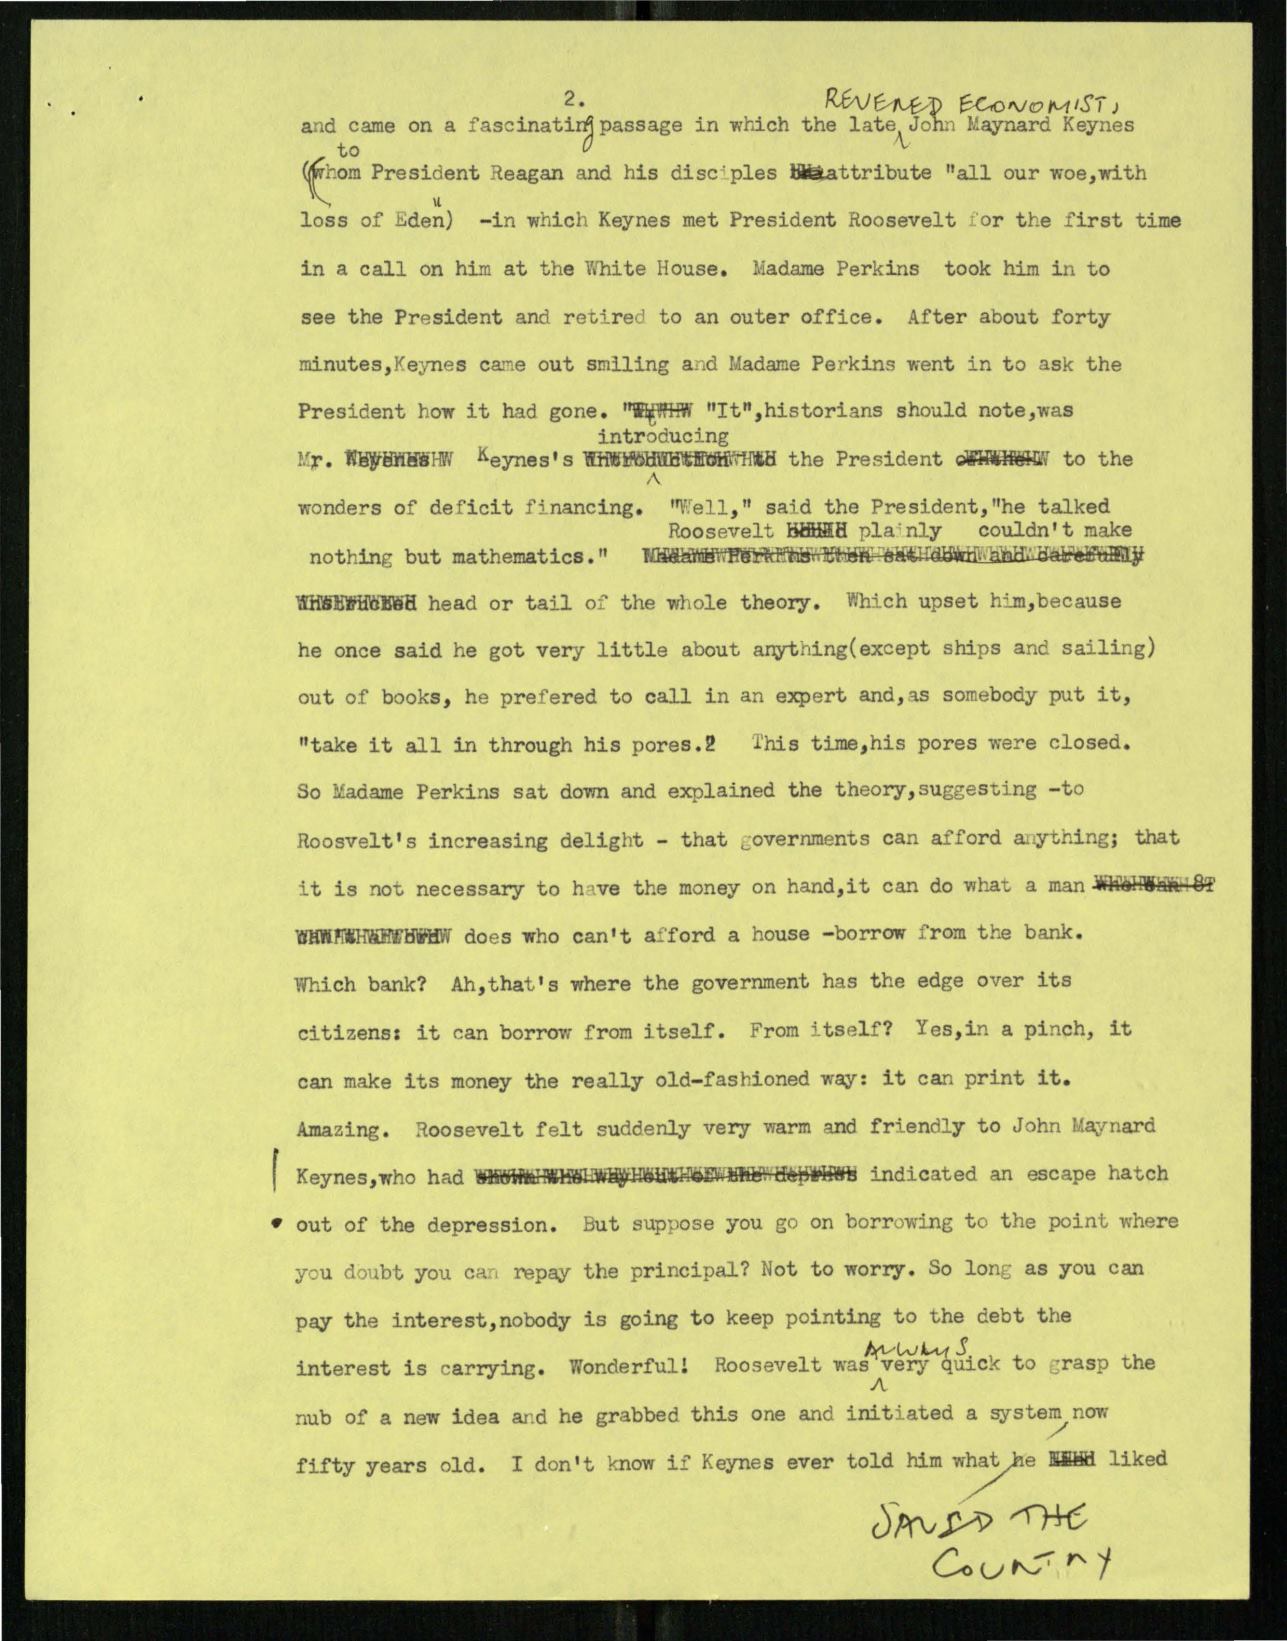 2.
REVERED ECONOMIST,
and came on a fascinating passage in which the late John Maynard Keynes
to
(whom President Reagan and his disciples attribute "all our woe,with
loss of Eden") -in which Keynes met President Roosevelt for the first time
in a call on him at the White House. Madame Perkins took him in to
see the President and retired to an outer office. After about forty
minutes,Keynes came out smiling and Madame Perkins went in to ask the
President how it had gone. " "It",historians should note,was
introducing
Mr. Keynes's the President to the
wonders of deficit financing. "Well," said the President,"he talked
Roosevelt plainly couldn't make
nothing but mathematics." Madame Perkins then sat down and carefully
instructed head or tail of the whole theory. Which upset him,because
he once said he got very little about anything(except ships and sailing)
out of books, he prefered to call in an expert and,as somebody put it,
"take it all in through his pores.2 This time,his pores were closed.
So Madame Perkins sat down and explained the theory,suggesting -to
Roosvelt's increasing delight - that governments can afford anything; that
it is not necessary to have the money on hand,it can do what a man
does who can't afford a house -borrow from the bank.
Which bank? Ah,that's where the government has the edge over its
citizens: it can borrow from itself. From itself? Yes,in a pinch, it
can make its money the really old-fashioned way: it can print it.
Amazing. Roosevelt felt suddenly very warm and friendly to John Maynard
Keynes,who had shown the way out of the depress indicated an escape hatch
out of the depression. But suppose you go on borrowing to the point where
you doubt you can repay the principal? Not to worry. So long as you can
pay the interest,nobody is going to keep pointing to the debt the
ALWAYS
interest is carrying. Wonderful! Roosevelt was very quick to grasp the
nub of a new idea and he grabbed this one and initiated a system, now
fifty years old. I don't know if Keynes ever told him what he liked
SAVED THE
COUNTRY